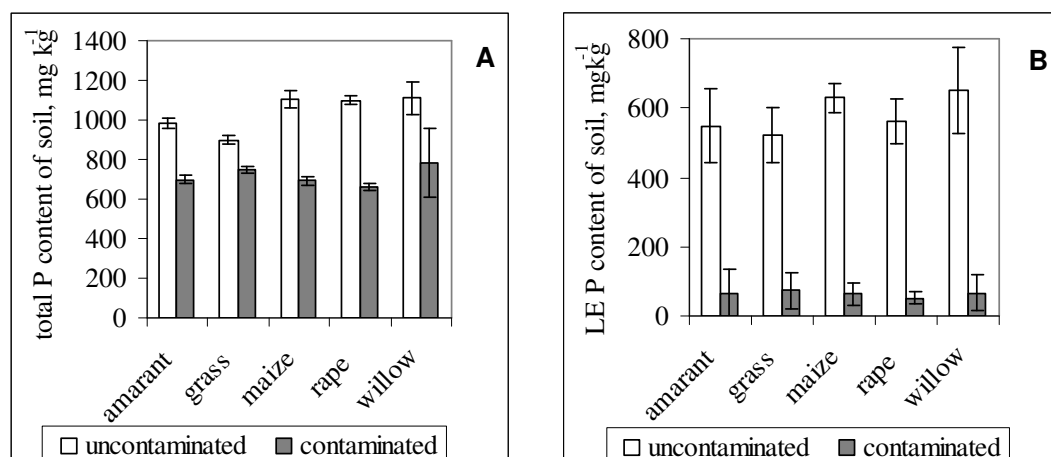 total P content of soil, mg kg-1
1400
1200
1000
800
600
400
200
0
A
amarant
grass
maize
rape
willow
uncontaminated
contaminated
LE P content of soil, mgkg-1
800
600
400
200
0
B
amarant
grass
maize
rape
willow
uncontaminated
contaminated